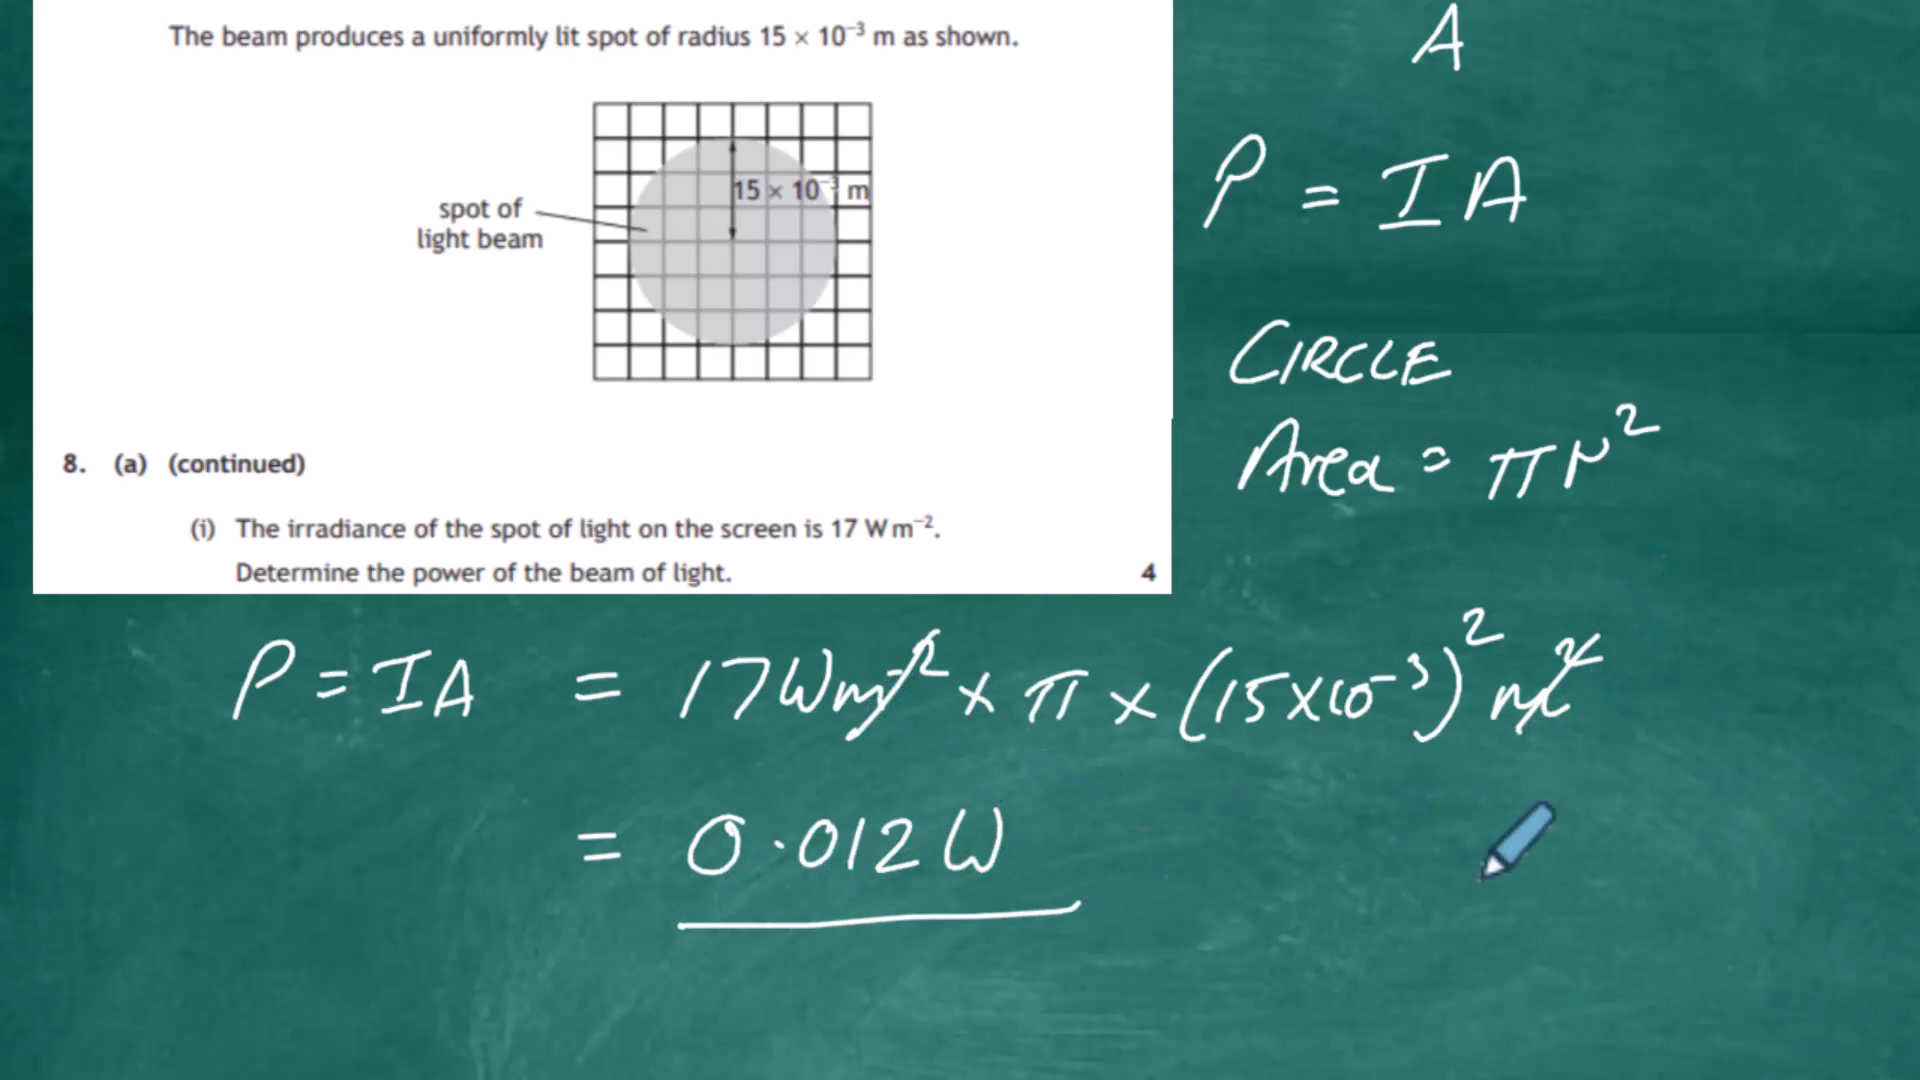 The beam produces a uniformly lit spot of radius 15 × 10⁻³ m as shown.
15 × 10⁻³ m
spot of
light beam
8. (a) (continued)
(i) The irradiance of the spot of light on the screen is 17 W m⁻².
Determine the power of the beam of light. 4
A
P = IA
CIRCLE
Area = πr²
P = IA = 17Wm⁻² × π × (15×10⁻³)² m²
= 0.012W